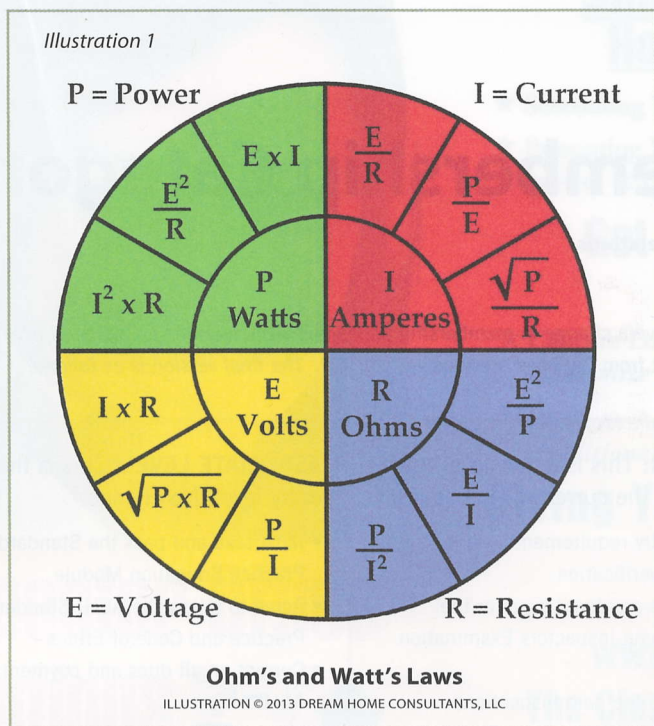 Illustration 1
P = Power
I = Current
E x I
E/R
E²/R
P/E
I² x R
√P/R
P
Watts
I
Amperes
E
Volts
R
Ohms
I x R
E²/P
√P x R
E/I
P/I
P/I²
E = Voltage
R = Resistance
Ohm's and Watt's Laws
ILLUSTRATION © 2013 DREAM HOME CONSULTANTS, LLC